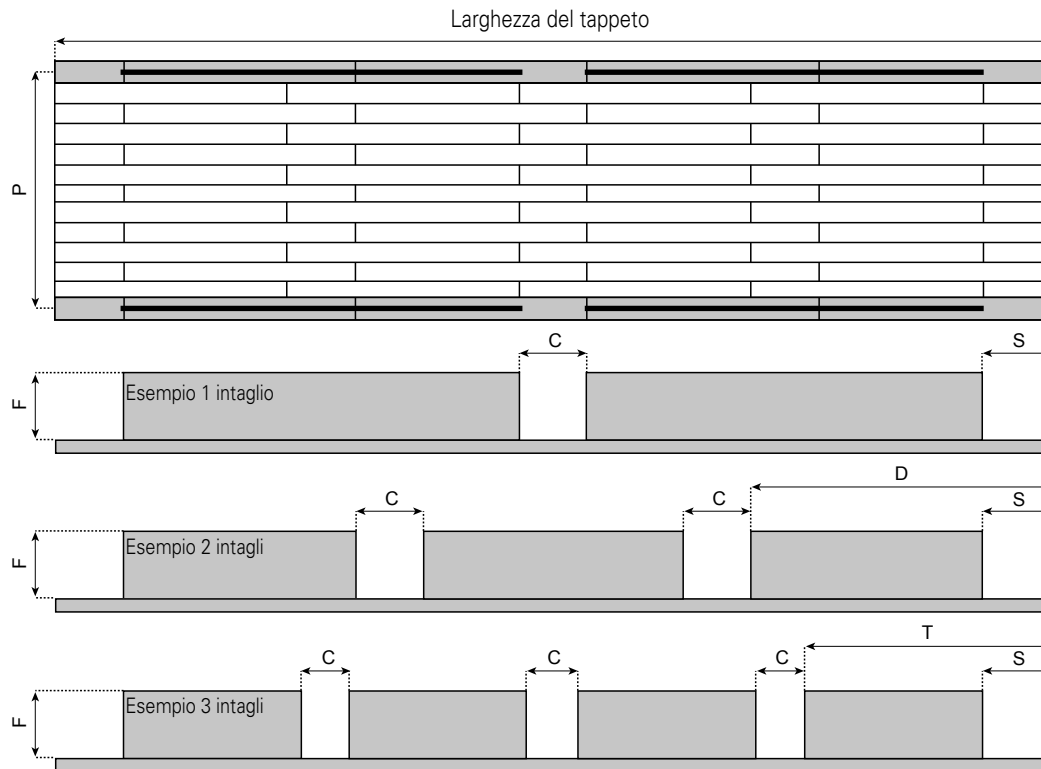 Larghezza del tappeto
P
C
S
F
Esempio 1 intaglio
D
C
C
S
F
Esempio 2 intagli
T
C
C
C
S
F
Esempio 3 intagli